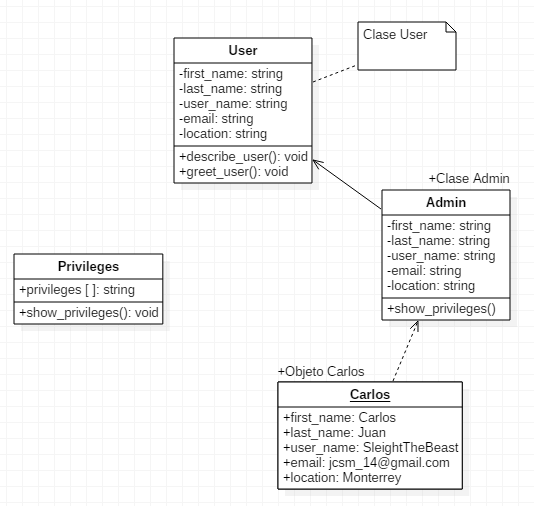 Clase User
User
-first_name: string
-last_name: string
-user_name: string
-email: string
-location: string
+describe_user(): void
+greet_user(): void
+Clase Admin
Admin
-first_name: string
-last_name: string
-user_name: string
-email: string
-location: string
+show_privileges()
Privileges
+privileges [ ]: string
+show_privileges(): void
+Objeto Carlos
Carlos
+first_name: Carlos
+last_name: Juan
+user_name: SleightTheBeast
+email: jcsm_14@gmail.com
+location: Monterrey